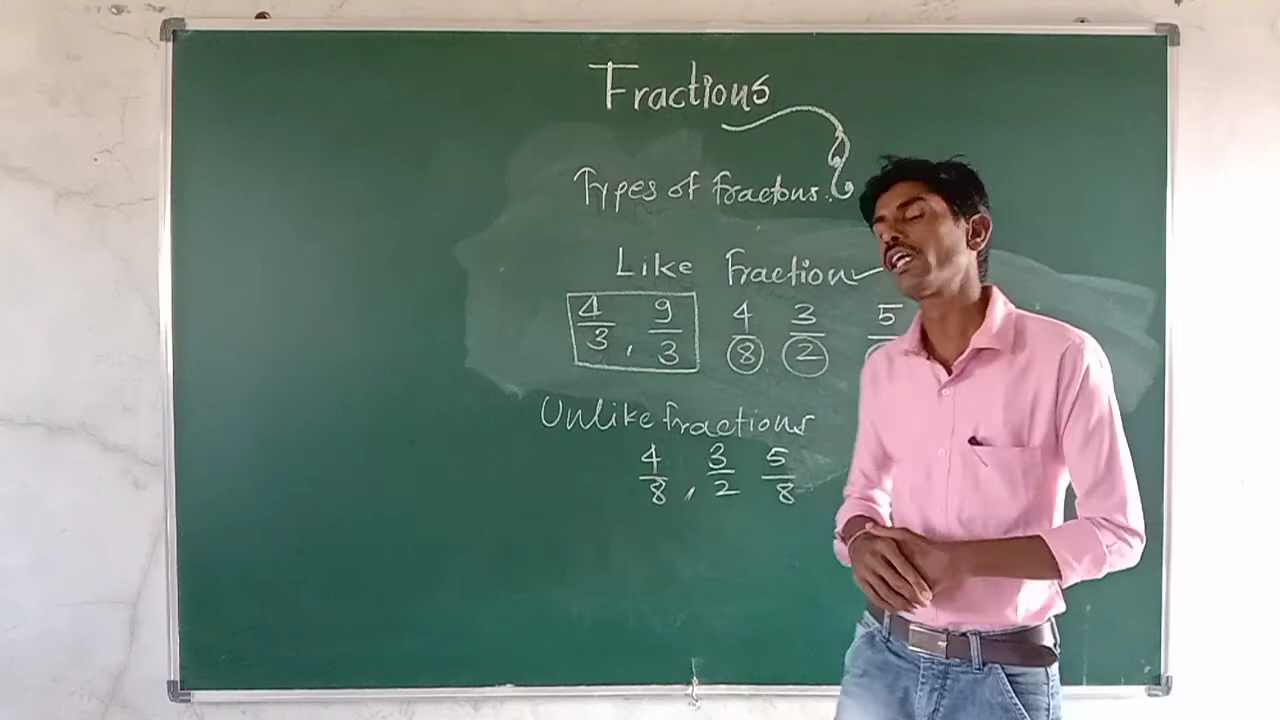 Fractions
Types of fractons:
Like Fraction
4/3, 9/3 4/8 3/2 5/
Unlike fractions
4/8, 3/2 5/8